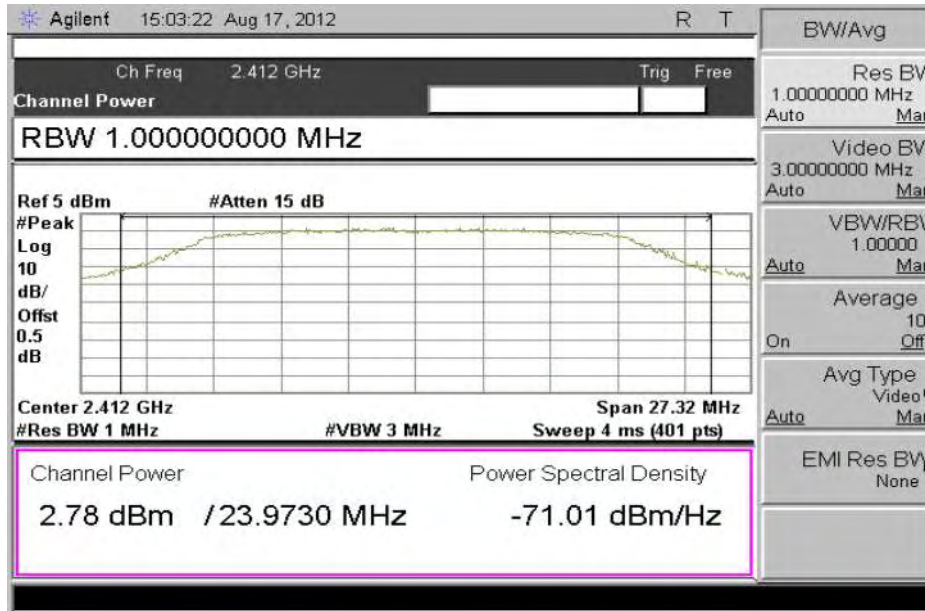 Agilent 15:03:22 Aug 17, 2012 R T
Ch Freq 2.412 GHz Trig Free
Channel Power
RBW 1.000000000 MHz
Ref 5 dBm #Atten 15 dB
#Peak
Log
10
dB/
Offst
0.5
dB
Center 2.412 GHz Span 27.32 MHz
#Res BW 1 MHz #VBW 3 MHz Sweep 4 ms (401 pts)
Channel Power Power Spectral Density
2.78 dBm / 23.9730 MHz -71.01 dBm/Hz
BW/Avg
Res BW
1.00000000 MHz
Auto Man
Video BW
3.00000000 MHz
Auto Man
VBW/RBW
1.00000
Auto Man
Average
10
On Off
Avg Type
Video
Auto Man
EMI Res BW
None